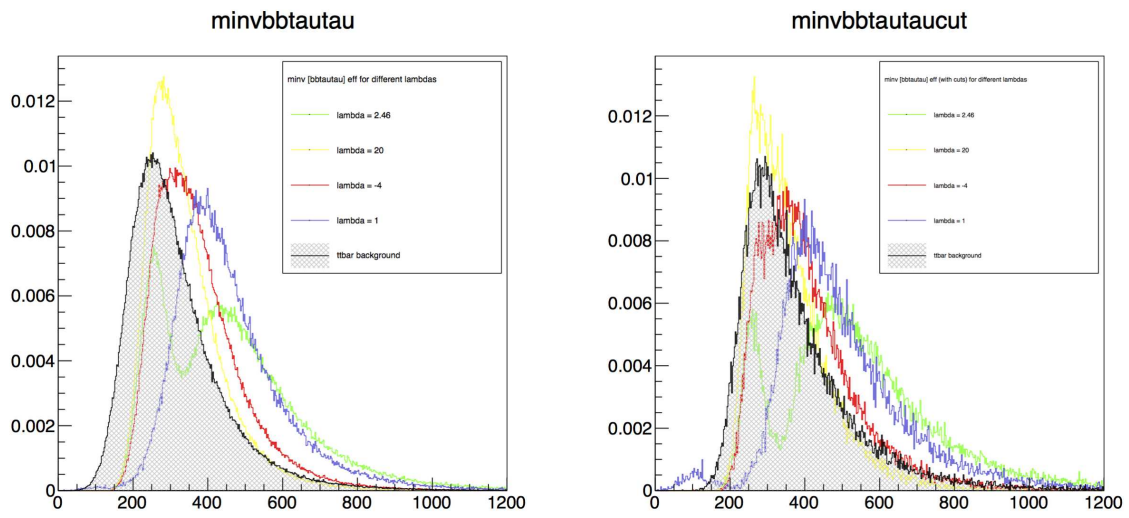 minvbbtautau
minv [bbtautau] eff for different lambdas
lambda = 2.46
lambda = 20
lambda = -4
lambda = 1
ttbar background
0.012
0.01
0.008
0.006
0.004
0.002
0
0 200 400 600 800 1000 1200
minvbbtautaucut
minv [bbtautau] eff (with cuts) for different lambdas
lambda = 2.46
lambda = 20
lambda = -4
lambda = 1
ttbar background
0.012
0.01
0.008
0.006
0.004
0.002
0
0 200 400 600 800 1000 1200